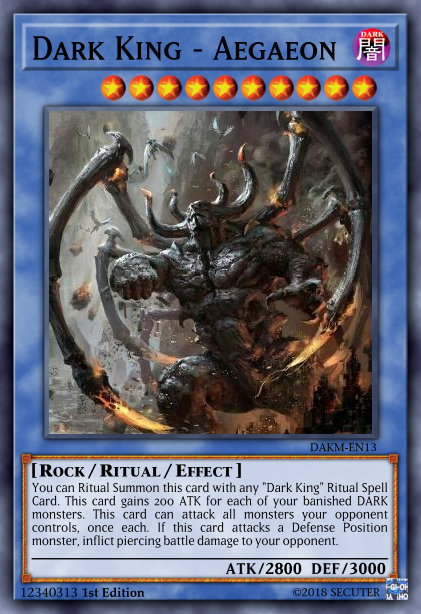 Dark King - Aegaeon
DARK
闇
DAKM-EN13
[Rock / Ritual / Effect]
You can Ritual Summon this card with any "Dark King" Ritual Spell
Card. This card gains 200 ATK for each of your banished DARK
monsters. This card can attack all monsters your opponent
controls, once each. If this card attacks a Defense Position
monster, inflict piercing battle damage to your opponent.
ATK/2800 DEF/3000
12340313 1st Edition
©2018 SECUTER